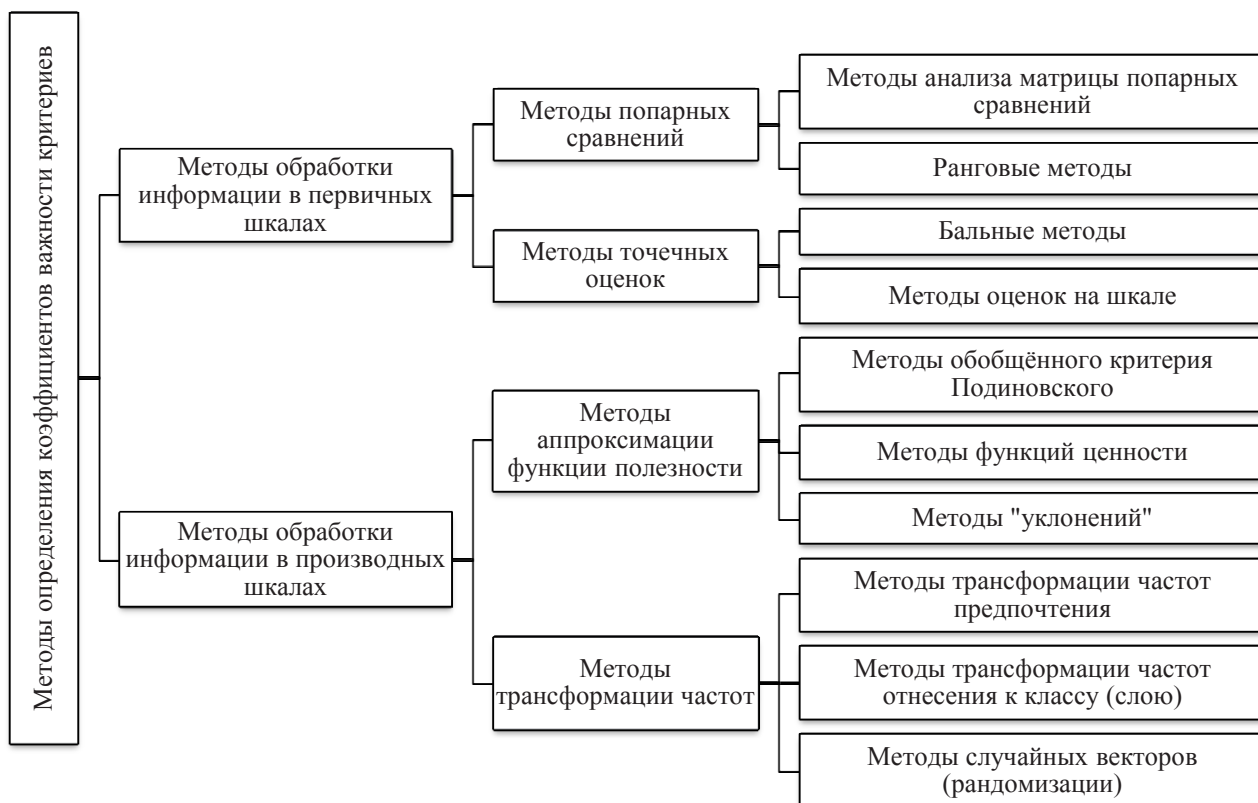 Методы определения коэффициентов важности критериев
Методы обработки
информации в первичных
шкалах
Методы попарных
сравнений
Методы анализа матрицы попарных
сравнений
Ранговые методы
Методы точечных
оценок
Бальные методы
Методы оценок на шкале
Методы обработки
информации в производных
шкалах
Методы
аппроксимации
функции полезности
Методы обобщённого критерия
Подиновского
Методы функций ценности
Методы "уклонений"
Методы
трансформации частот
Методы трансформации частот
предпочтения
Методы трансформации частот
отнесения к классу (слою)
Методы случайных векторов
(рандомизации)